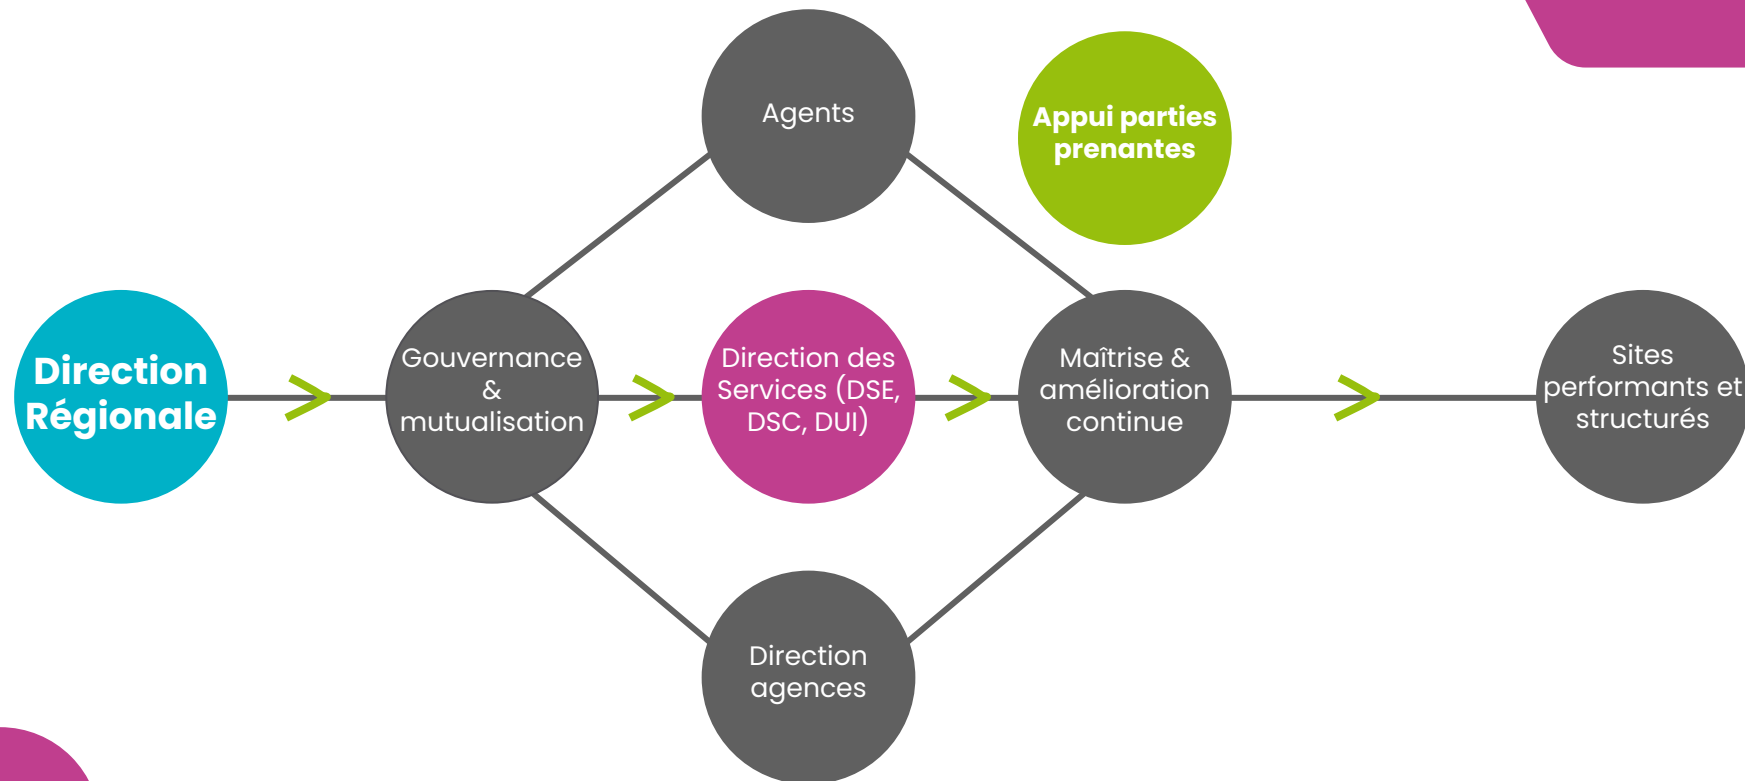 Agents
Appui parties
prenantes
Direction
Régionale
Gouvernance
&
mutualisation
Direction des
Services (DSE,
DSC, DUI)
Maîtrise &
amélioration
continue
Sites
performants et
structurés
Direction
agences